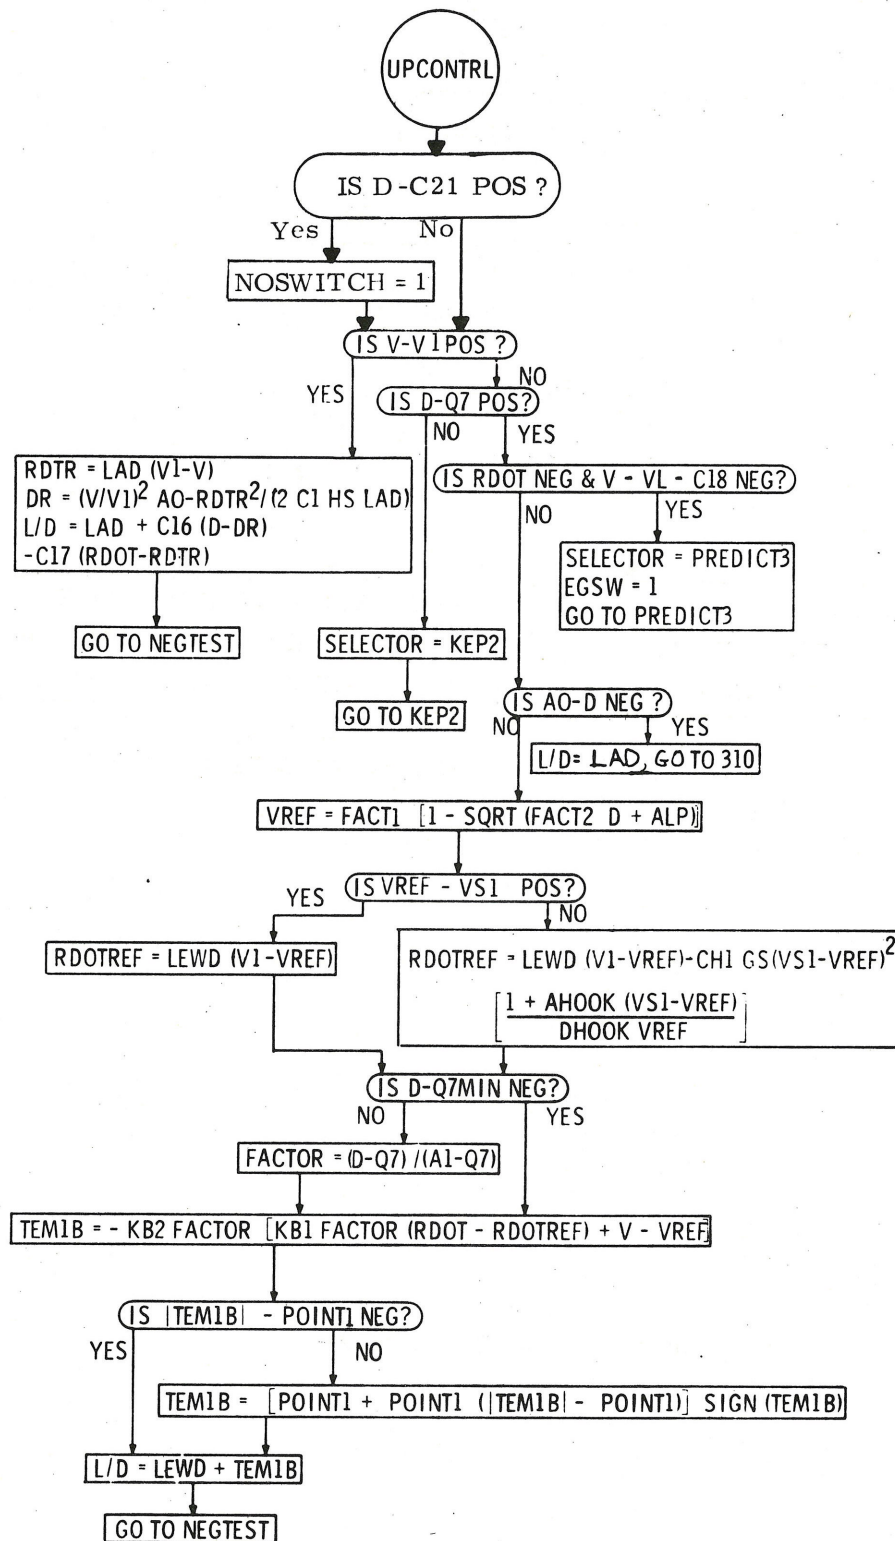 UPCONTRL
IS D-C21 POS ?
Yes
No
NOSWITCH = 1
IS V-V1 POS ?
YES
NO
IS D-Q7 POS?
NO
YES
RDTR = LAD (V1-V)
DR = (V/V1)² AO-RDTR²/(2 C1 HS LAD)
L/D = LAD + C16 (D-DR)
-C17 (RDOT-RDTR)
IS RDOT NEG & V - VL - C18 NEG?
NO
YES
SELECTOR = PREDICT3
EGSW = 1
GO TO PREDICT3
GO TO NEGTEST
SELECTOR = KEP2
GO TO KEP2
IS AO-D NEG ?
NO
YES
L/D= LAD, GO TO 310
VREF = FACT1 [1 - SQRT (FACT2 D + ALP)]
IS VREF - VS1 POS?
YES
NO
RDOTREF = LEWD (V1-VREF)
RDOTREF = LEWD (V1-VREF)-CH1 GS(VS1-VREF)²
[1 + AHOOK (VS1-VREF)
DHOOK VREF]
IS D-Q7MIN NEG?
NO
YES
FACTOR = (D-Q7) /(A1-Q7)
TEM1B = - KB2 FACTOR [KB1 FACTOR (RDOT - RDOTREF) + V - VREF]
IS |TEM1B| - POINT1 NEG?
YES
NO
TEM1B = [POINT1 + POINT1 (|TEM1B| - POINT1)] SIGN (TEM1B)
L/D = LEWD + TEM1B
GO TO NEGTEST